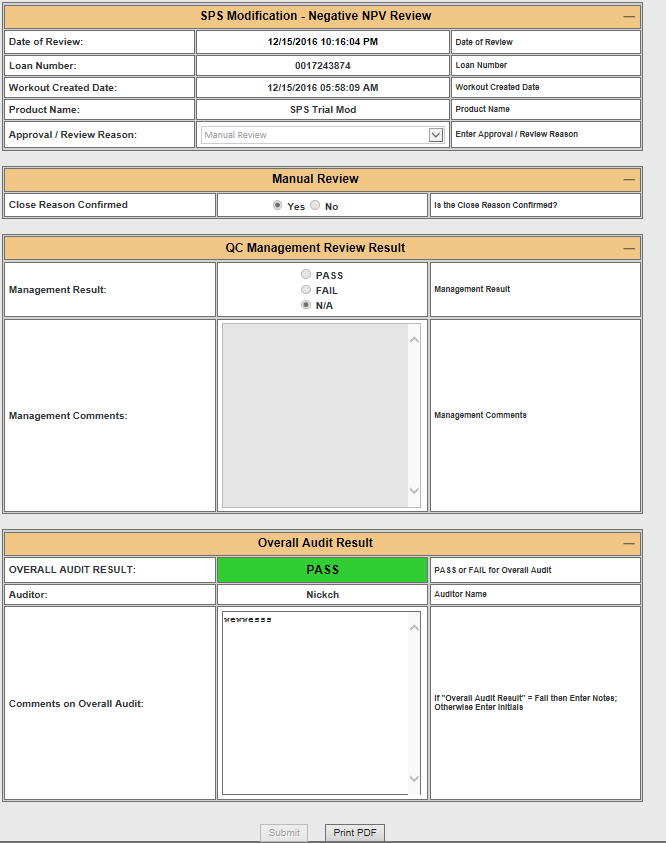 SPS Modification - Negative NPV Review
Date of Review: 12/15/2016 10:16:04 PM Date of Review
Loan Number: 0017243874 Loan Number
Workout Created Date: 12/15/2016 05:58:09 AM Workout Created Date
Product Name: SPS Trial Mod Product Name
Approval / Review Reason: Manual Review Enter Approval / Review Reason
Manual Review
Close Reason Confirmed Yes No Is the Close Reason Confirmed?
QC Management Review Result
PASS
Management Result: FAIL Management Result
N/A
Management Comments: Management Comments
Overall Audit Result
OVERALL AUDIT RESULT: PASS PASS or FAIL for Overall Audit
Auditor: Nickch Auditor Name
wewwesss
Comments on Overall Audit: If "Overall Audit Result" = Fail then Enter Notes;
Otherwise Enter Initials
Submit Print PDF